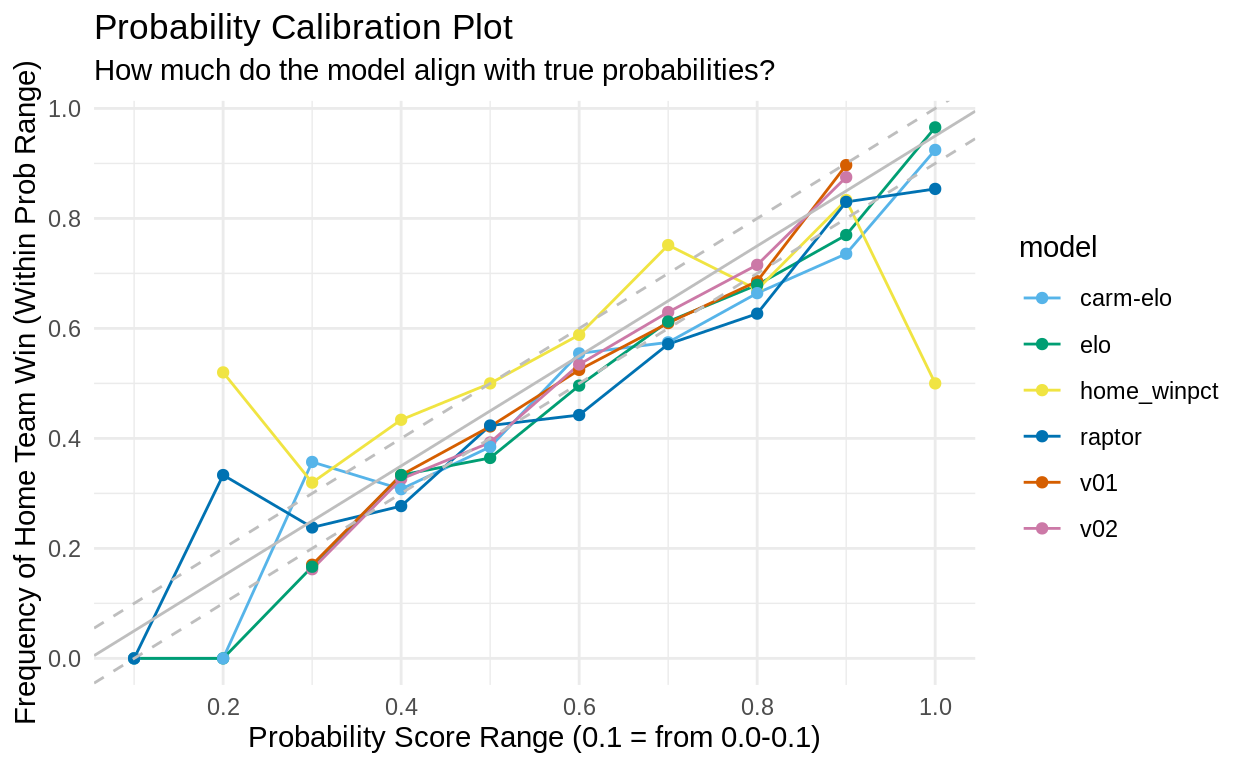 Probability Calibration Plot
How much do the model align with true probabilities?
Frequency of Home Team Win (Within Prob Range)
1.0
0.8
0.6
0.4
0.2
0.0
0.2 0.4 0.6 0.8 1.0
Probability Score Range (0.1 = from 0.0-0.1)
model
carm-elo
elo
home_winpct
raptor
v01
v02